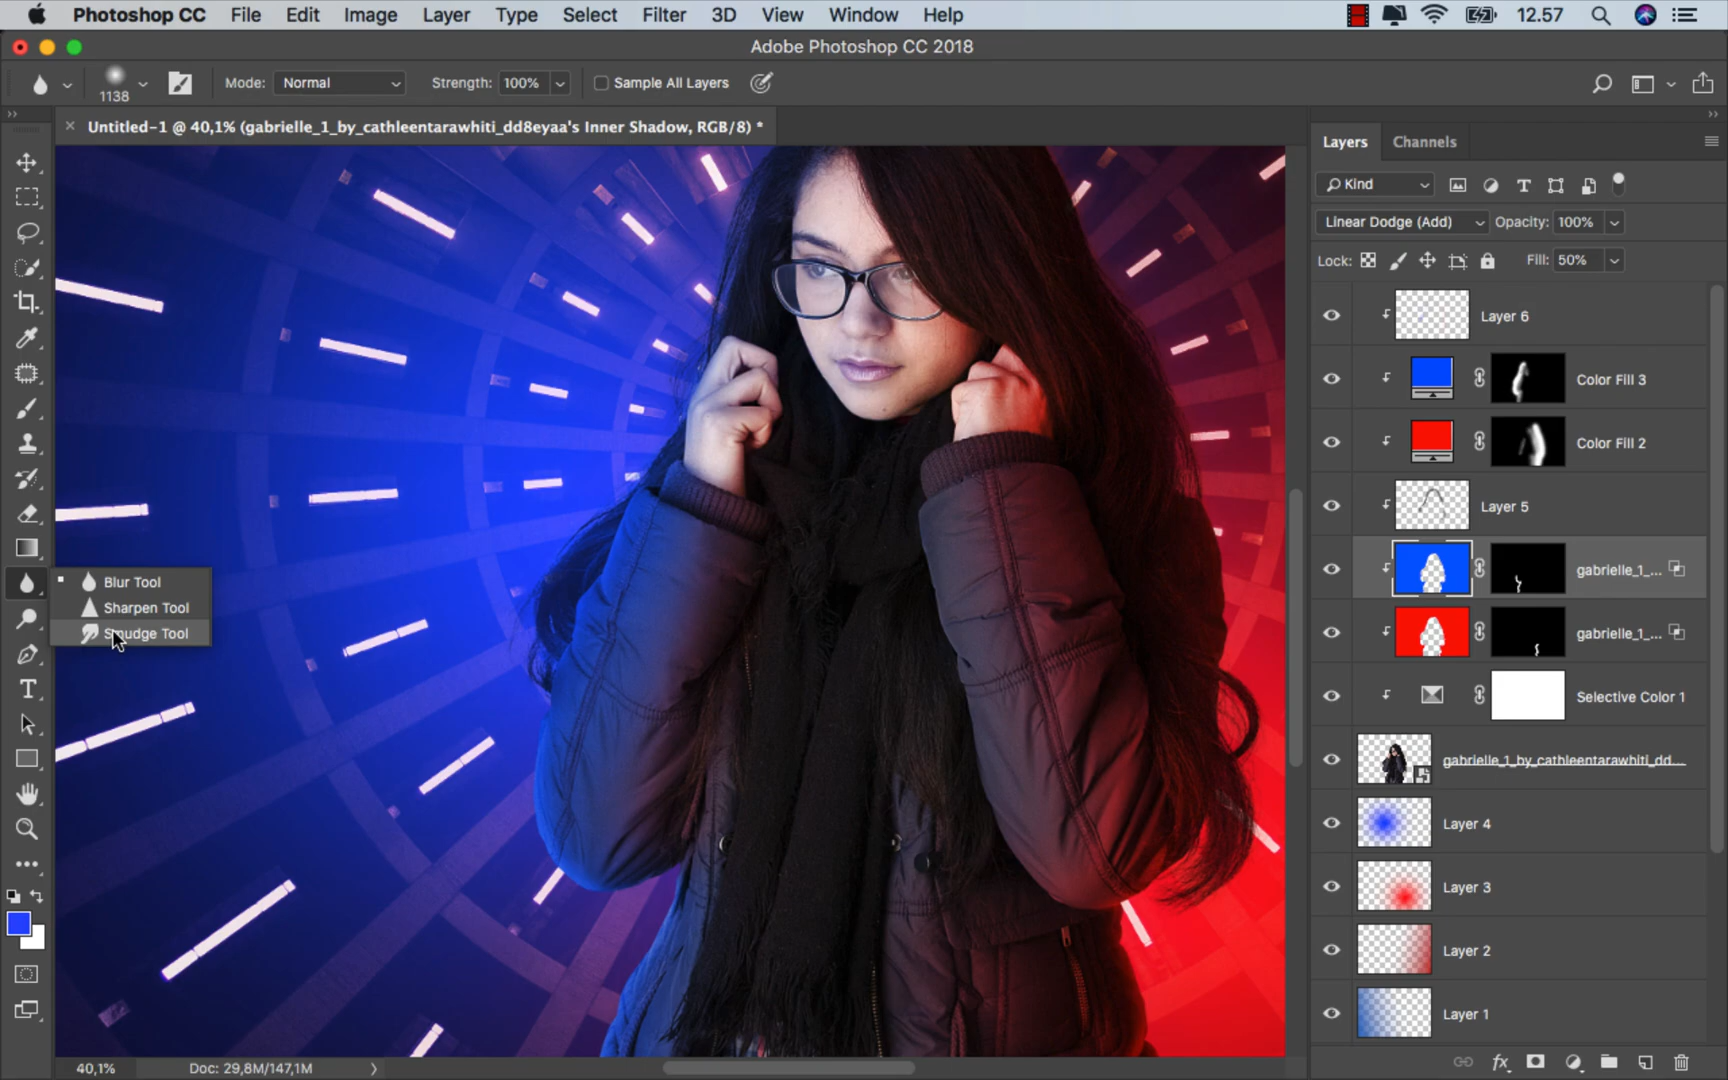 Photoshop CC File Edit Image Layer Type Select Filter 3D View Window Help 12.57
Adobe Photoshop CC 2018
1138 Mode: Normal Strength: 100% Sample All Layers
Untitled-1 @ 40,1% (gabrielle_1_by_cathleentarawhiti_dd8eyaa's Inner Shadow, RGB/8) *
Layers Channels
Kind
Linear Dodge (Add) Opacity: 100%
Lock: Fill: 50%
Layer 6
Color Fill 3
Color Fill 2
Layer 5
gabrielle_1_...
gabrielle_1_...
Selective Color 1
gabrielle_1_by_cathleentarawhiti_dd...
Layer 4
Layer 3
Layer 2
Layer 1
Blur Tool
Sharpen Tool
Smudge Tool
40,1% Doc: 29,8M/147,1M
fx